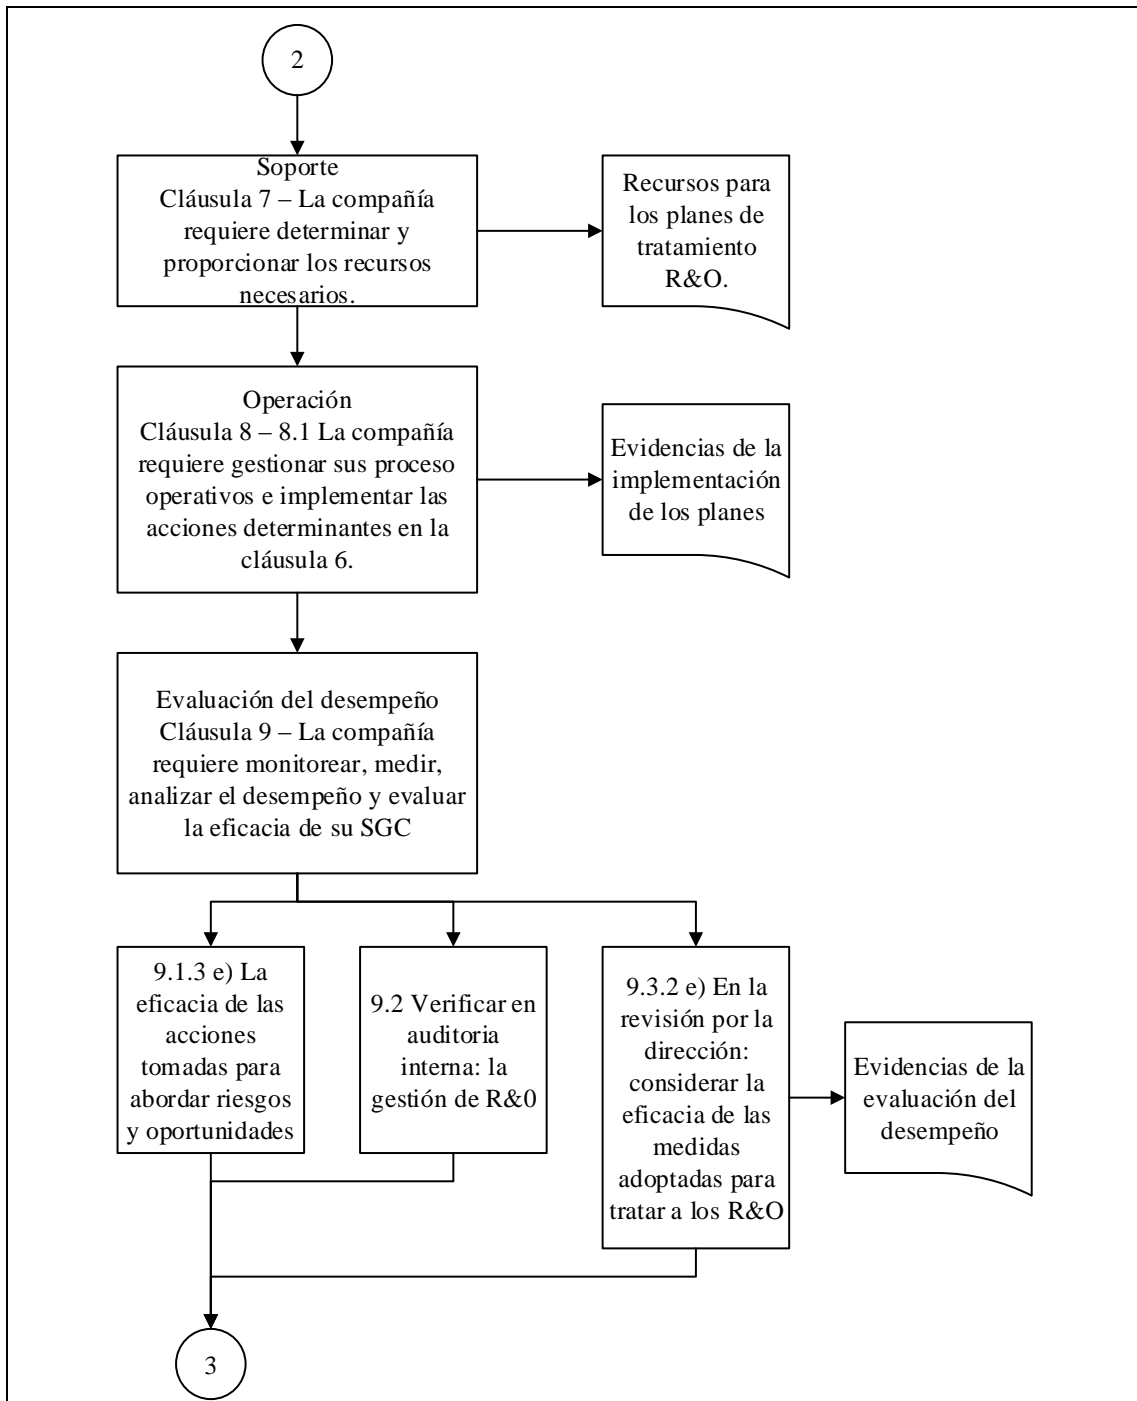 2
Soporte
Cláusula 7 – La compañía
requiere determinar y
proporcionar los recursos
necesarios.
Recursos para
los planes de
tratamiento
R&O.
Operación
Cláusula 8 – 8.1 La compañía
requiere gestionar sus proceso
operativos e implementar las
acciones determinantes en la
cláusula 6.
Evidencias de la
implementación
de los planes
Evaluación del desempeño
Cláusula 9 – La compañía
requiere monitorear, medir,
analizar el desempeño y evaluar
la eficacia de su SGC
9.1.3 e) La
eficacia de las
acciones
tomadas para
abordar riesgos
y oportunidades
9.2 Verificar en
auditoria
interna: la
gestión de R&0
9.3.2 e) En la
revisión por la
dirección:
considerar la
eficacia de las
medidas
adoptadas para
tratar a los R&O
Evidencias de la
evaluación del
desempeño
3